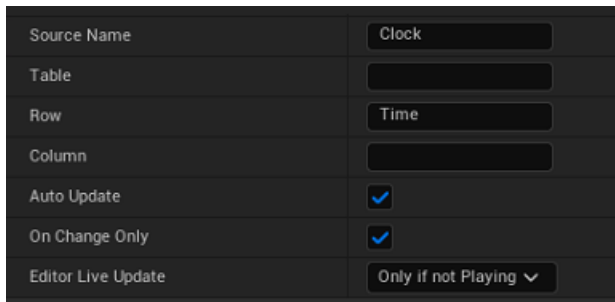 Source Name Clock
Table
Row Time
Column
Auto Update
On Change Only
Editor Live Update Only if not Playing